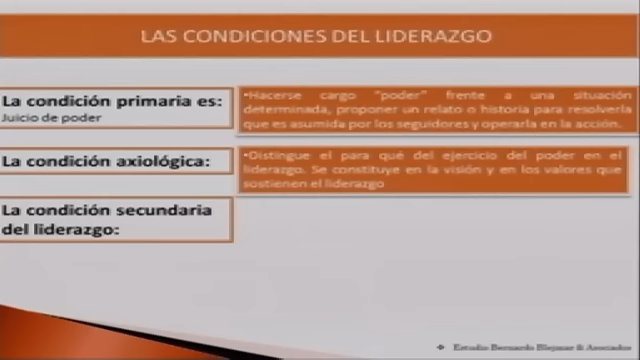 LAS CONDICIONES DEL LIDERAZGO
La condición primaria es:
Juicio de poder
•Hacerse cargo "poder" frente a una situación
determinada, proponer un relato o historia para resolverla
que es asumida por los seguidores y operarla en la acción.
La condición axiológica:
•Distingue el para qué del ejercicio del poder en el
liderazgo. Se constituye en la visión y en los valores que
sostienen el liderazgo
La condición secundaria
del liderazgo:
Estudio Bernardo Blejmar & Asociados